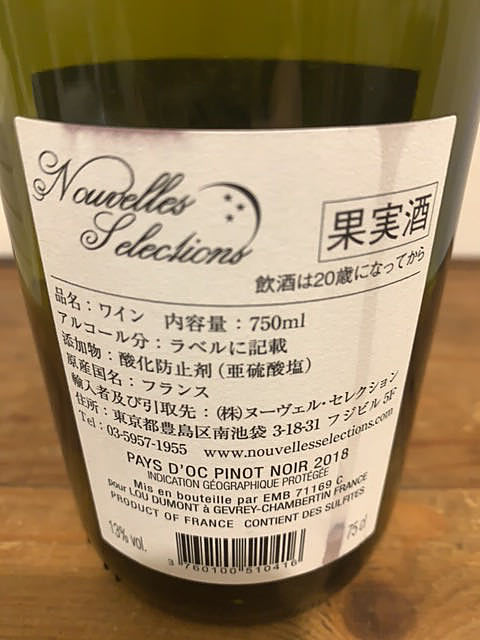 Nouvelles
Selections
果実酒
飲酒は20歳になってから
品名：ワイン 内容量：750ml
アルコール分：ラベルに記載
添加物：酸化防止剤（亜硫酸塩）
原産国名：フランス
輸入者及び引取先：（株）ヌーヴェル・セレクション
住所：東京都豊島区南池袋 3-18-31 フジビル 5F
Tel：03-5957-1955 www.nouvellesselections.com
PAYS D'OC PINOT NOIR 2018
INDICATION GÉOGRAPHIQUE PROTÉGÉE
Mis en bouteille par EMB 71169 C
pour LOU DUMONT à GEVREY-CHAMBERTIN FRANCE
PRODUCT OF FRANCE CONTIENT DES SULFITES
13% vol.
75 cl
3 760100 510416